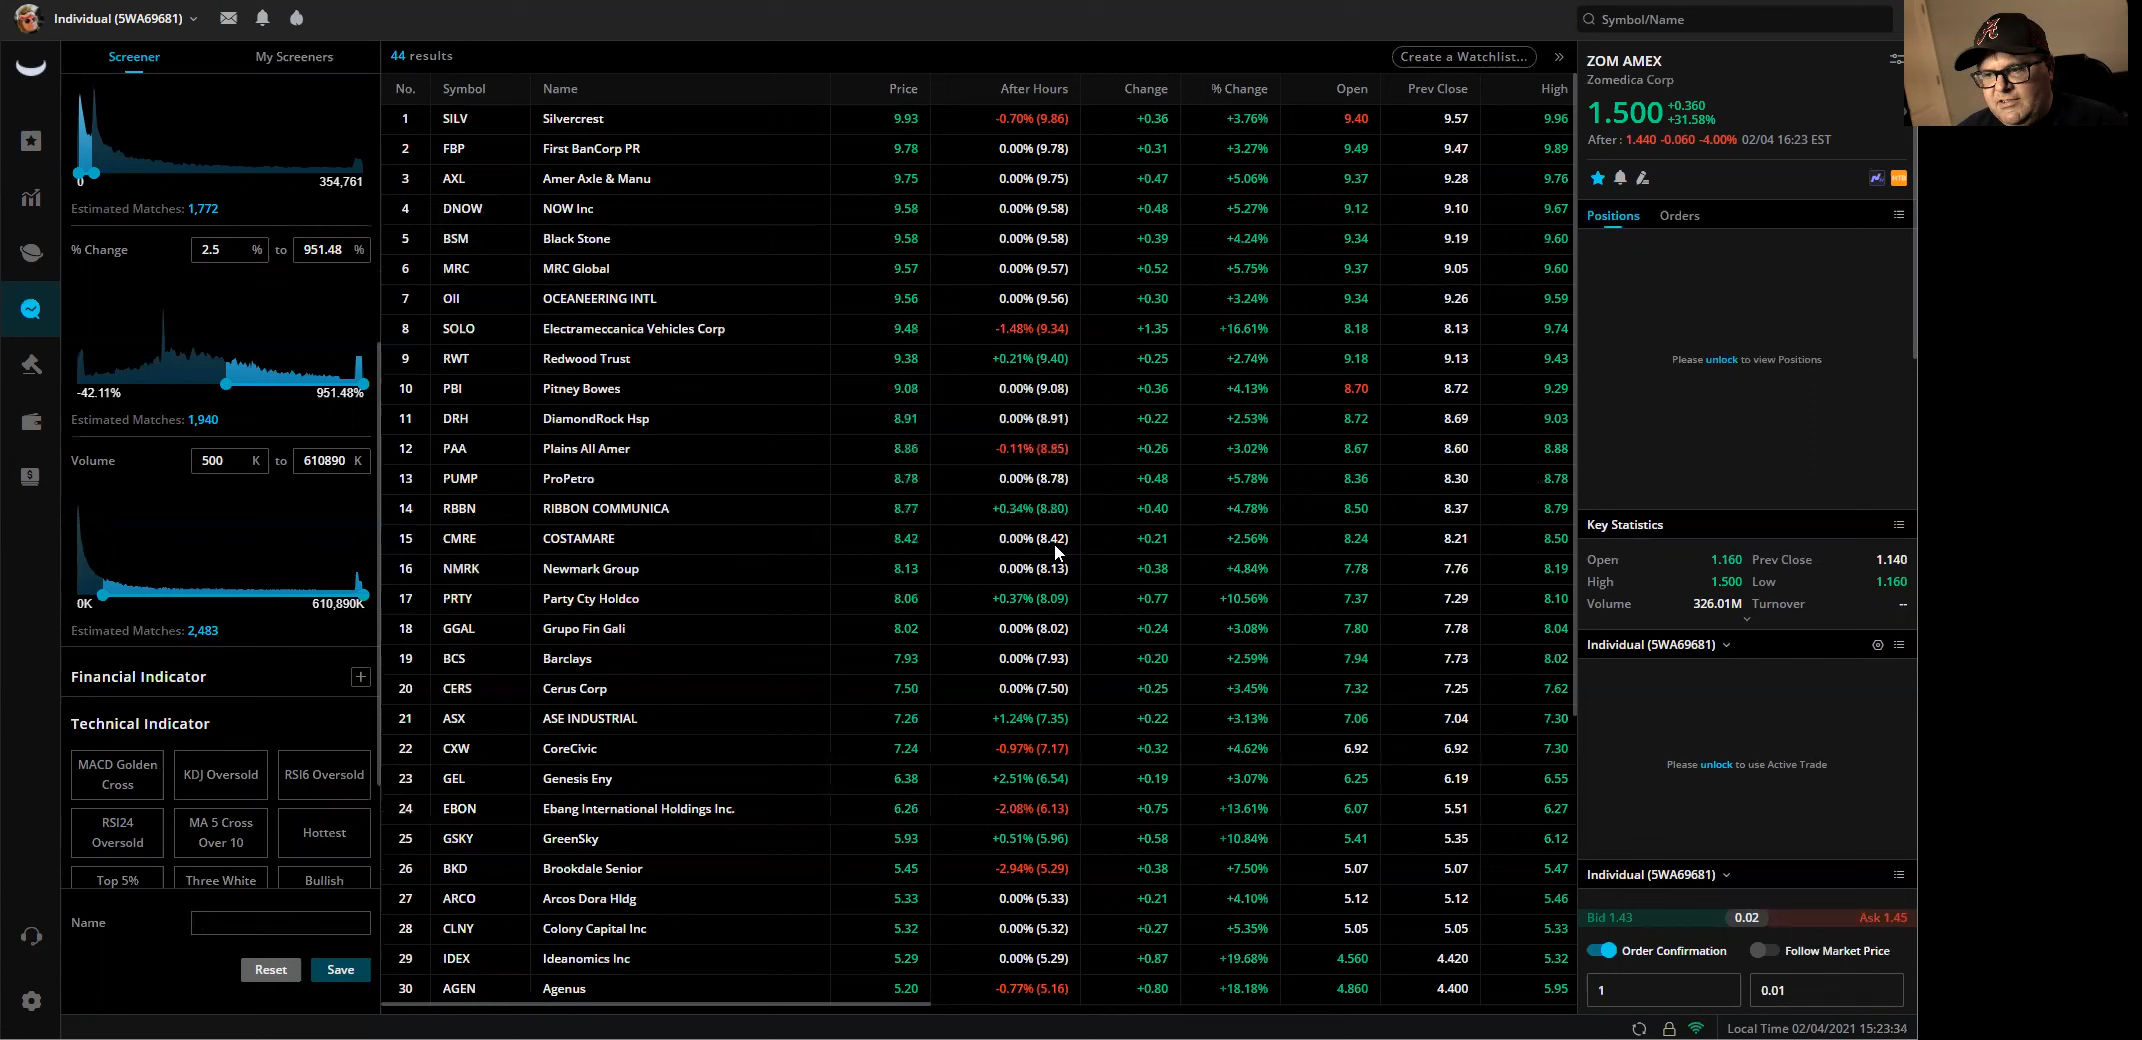 Individual (5WA69681)
Symbol/Name
Screener My Screeners
0 354,761
Estimated Matches: 1,772
% Change 2.5 % to 951.48 %
-42.11% 951.48%
Estimated Matches: 1,940
Volume 500 K to 610890 K
0K 610,890K
Estimated Matches: 2,483
Financial Indicator +
Technical Indicator
MACD Golden Cross
KDJ Oversold
RSI6 Oversold
RSI24 Oversold
MA 5 Cross Over 10
Hottest
Top 5%
Three White
Bullish
Name
Reset Save
44 results Create a Watchlist... »
No. Symbol Name Price After Hours Change % Change Open Prev Close High
1 SILV Silvercrest 9.93 -0.70% (9.86) +0.36 +3.76% 9.40 9.57 9.96
2 FBP First BanCorp PR 9.78 0.00% (9.78) +0.31 +3.27% 9.49 9.47 9.89
3 AXL Amer Axle & Manu 9.75 0.00% (9.75) +0.47 +5.06% 9.37 9.28 9.76
4 DNOW NOW Inc 9.58 0.00% (9.58) +0.48 +5.27% 9.12 9.10 9.67
5 BSM Black Stone 9.58 0.00% (9.58) +0.39 +4.24% 9.34 9.19 9.60
6 MRC MRC Global 9.57 0.00% (9.57) +0.52 +5.75% 9.37 9.05 9.60
7 OII OCEANEERING INTL 9.56 0.00% (9.56) +0.30 +3.24% 9.34 9.26 9.59
8 SOLO Electrameccanica Vehicles Corp 9.48 -1.48% (9.34) +1.35 +16.61% 8.18 8.13 9.74
9 RWT Redwood Trust 9.38 +0.21% (9.40) +0.25 +2.74% 9.18 9.13 9.43
10 PBI Pitney Bowes 9.08 0.00% (9.08) +0.36 +4.13% 8.70 8.72 9.29
11 DRH DiamondRock Hsp 8.91 0.00% (8.91) +0.22 +2.53% 8.72 8.69 9.03
12 PAA Plains All Amer 8.86 -0.11% (8.85) +0.26 +3.02% 8.67 8.60 8.88
13 PUMP ProPetro 8.78 0.00% (8.78) +0.48 +5.78% 8.36 8.30 8.78
14 RBBN RIBBON COMMUNICA 8.77 +0.34% (8.80) +0.40 +4.78% 8.50 8.37 8.79
15 CMRE COSTAMARE 8.42 0.00% (8.42) +0.21 +2.56% 8.24 8.21 8.50
16 NMRK Newmark Group 8.13 0.00% (8.13) +0.38 +4.84% 7.78 7.76 8.19
17 PRTY Party Cty Holdco 8.06 +0.37% (8.09) +0.77 +10.56% 7.37 7.29 8.10
18 GGAL Grupo Fin Gali 8.02 0.00% (8.02) +0.24 +3.08% 7.80 7.78 8.04
19 BCS Barclays 7.93 0.00% (7.93) +0.20 +2.59% 7.94 7.73 8.02
20 CERS Cerus Corp 7.50 0.00% (7.50) +0.25 +3.45% 7.32 7.25 7.62
21 ASX ASE INDUSTRIAL 7.26 +1.24% (7.35) +0.22 +3.13% 7.06 7.04 7.30
22 CXW CoreCivic 7.24 -0.97% (7.17) +0.32 +4.62% 6.92 6.92 7.30
23 GEL Genesis Eny 6.38 +2.51% (6.54) +0.19 +3.07% 6.25 6.19 6.55
24 EBON Ebang International Holdings Inc. 6.26 -2.08% (6.13) +0.75 +13.61% 6.07 5.51 6.27
25 GSKY GreenSky 5.93 +0.51% (5.96) +0.58 +10.84% 5.41 5.35 6.12
26 BKD Brookdale Senior 5.45 -2.94% (5.29) +0.38 +7.50% 5.07 5.07 5.47
27 ARCO Arcos Dora Hldg 5.33 0.00% (5.33) +0.21 +4.10% 5.12 5.12 5.46
28 CLNY Colony Capital Inc 5.32 0.00% (5.32) +0.27 +5.35% 5.05 5.05 5.33
29 IDEX Ideanomics Inc 5.29 0.00% (5.29) +0.87 +19.68% 4.560 4.420 5.32
30 AGEN Agenus 5.20 -0.77% (5.16) +0.80 +18.18% 4.860 4.400 5.95
ZOM AMEX
Zomedica Corp
1.500 +0.360
+31.58%
After : 1.440 -0.060 -4.00% 02/04 16:23 EST
Positions Orders
Please unlock to view Positions
Key Statistics
Open 1.160 Prev Close 1.140
High 1.500 Low 1.160
Volume 326.01M Turnover --
Individual (5WA69681)
Please unlock to use Active Trade
Individual (5WA69681)
Bid 1.43 0.02 Ask 1.45
Order Confirmation Follow Market Price
1 0.01
Local Time 02/04/2021 15:23:34